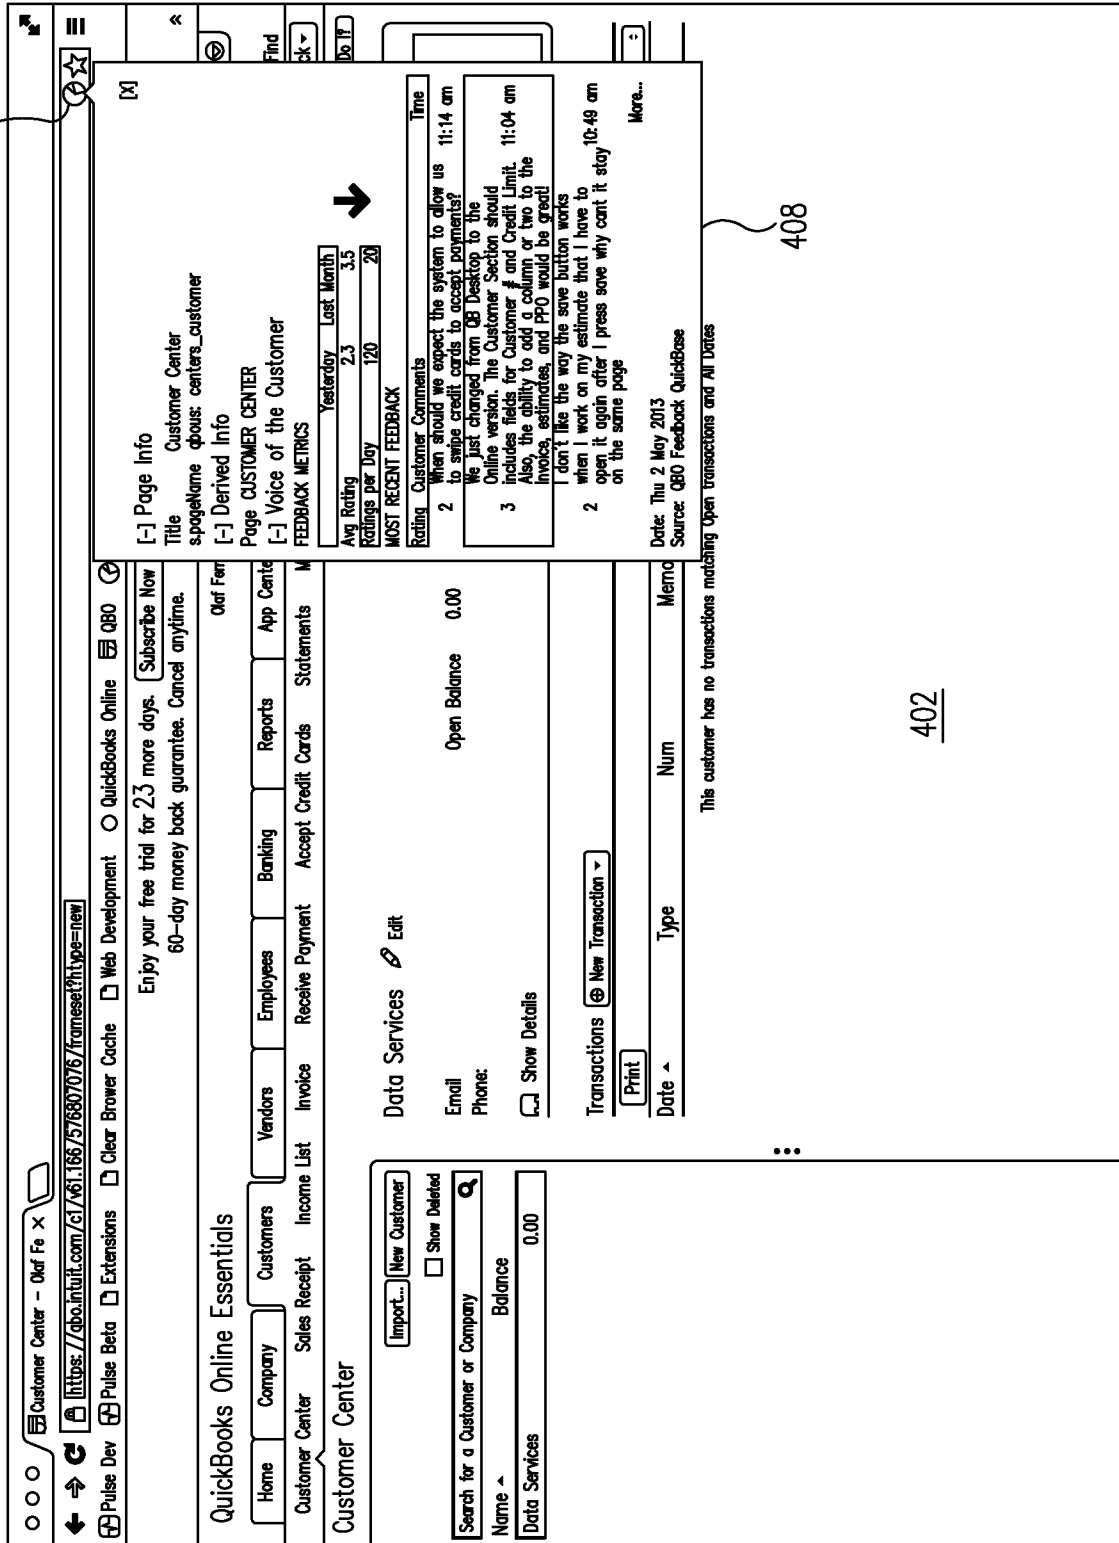 Customer Center - Olaf Fe X
https://qbo.intuit.com/c1/v61.166/576807076/frameset?htype=new
Pulse Dev Pulse Beta Extensions Clear Brower Cache Web Development QuickBooks Online QBO
Enjoy your free trial for 23 more days. Subscribe Now
60-day money back guarantee. Cancel anytime.
QuickBooks Online Essentials
Olaf Fern
Find
Home Company Customers Vendors Employees Banking Reports App Cente
Customer Center Sales Receipt Income List Invoice Receive Payment Accept Credit Cards Statements M
ck
Customer Center
Do I?
Import... New Customer
Show Deleted
Search for a Customer or Company
Name Balance
Data Services 0.00
Data Services Edit
Email Open Balance 0.00
Phone:
Show Details
Transactions New Transaction
Print
Date Type Num Memo
This customer has no transactions matching Open transactions and All Dates
[X]
[-] Page Info
Title Customer Center
s.pageName qbous: centers_customer
[-] Derived Info
Page CUSTOMER CENTER
[-] Voice of the Customer
FEEDBACK METRICS
Yesterday Last Month
Avg Rating 2.3 3.5
Ratings per Day 120 20
MOST RECENT FEEDBACK
Rating Customer Comments Time
When should we expect the system to allow us
2 to swipe credit cards to accept payments? 11:14 am
We just changed from QB Desktop to the
Online version. The Customer Section should
3 includes fields for Customer # and Credit Limit. 11:04 am
Also, the ability to add a column or two to the
invoice, estimates, and PPO would be great!
I don't like the way the save button works
2 when I work on my estimate that I have to 10:49 am
open it again after I press save why cant it stay
on the same page
More...
Date: Thu 2 May 2013
Source: QBO Feedback QuickBase
408
402